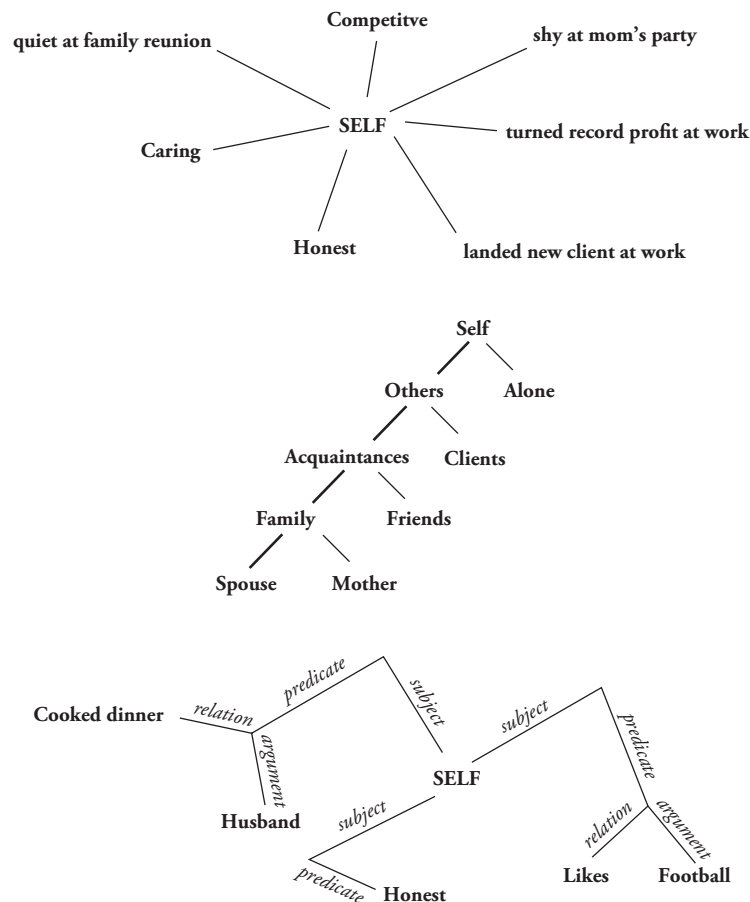 Competitve
quiet at family reunion
shy at mom's party
SELF
turned record profit at work
Caring
Honest
landed new client at work
Self
Others
Alone
Acquaintances
Clients
Family
Friends
Spouse
Mother
predicate
subject
Cooked dinner
relation
argument
Husband
subject
predicate
SELF
subject
predicate
Honest
relation
argument
Likes
Football